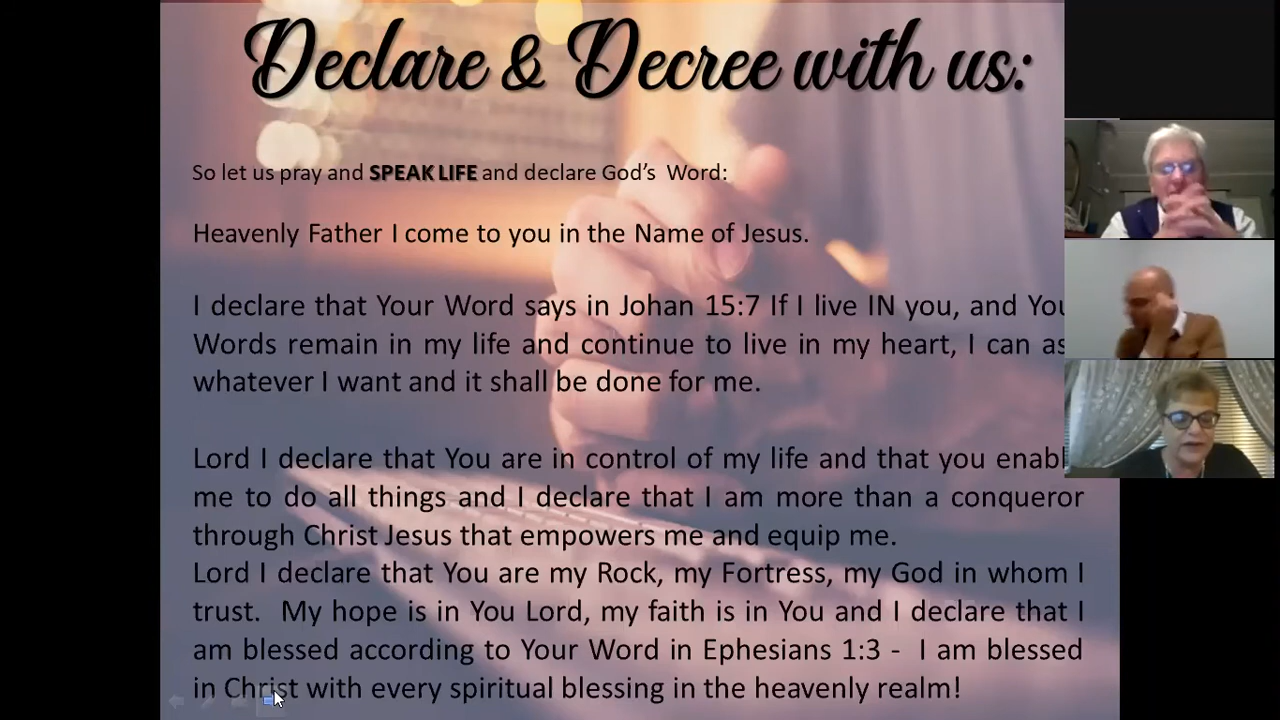 Declare & Decree with us:
So let us pray and SPEAK LIFE and declare God's Word:
Heavenly Father I come to you in the Name of Jesus.
I declare that Your Word says in Johan 15:7 If I live IN you, and You
Words remain in my life and continue to live in my heart, I can as
whatever I want and it shall be done for me.
Lord I declare that You are in control of my life and that you enabl
me to do all things and I declare that I am more than a conqueror
through Christ Jesus that empowers me and equip me.
Lord I declare that You are my Rock, my Fortress, my God in whom I
trust. My hope is in You Lord, my faith is in You and I declare that I
am blessed according to Your Word in Ephesians 1:3 - I am blessed
in Christ with every spiritual blessing in the heavenly realm!